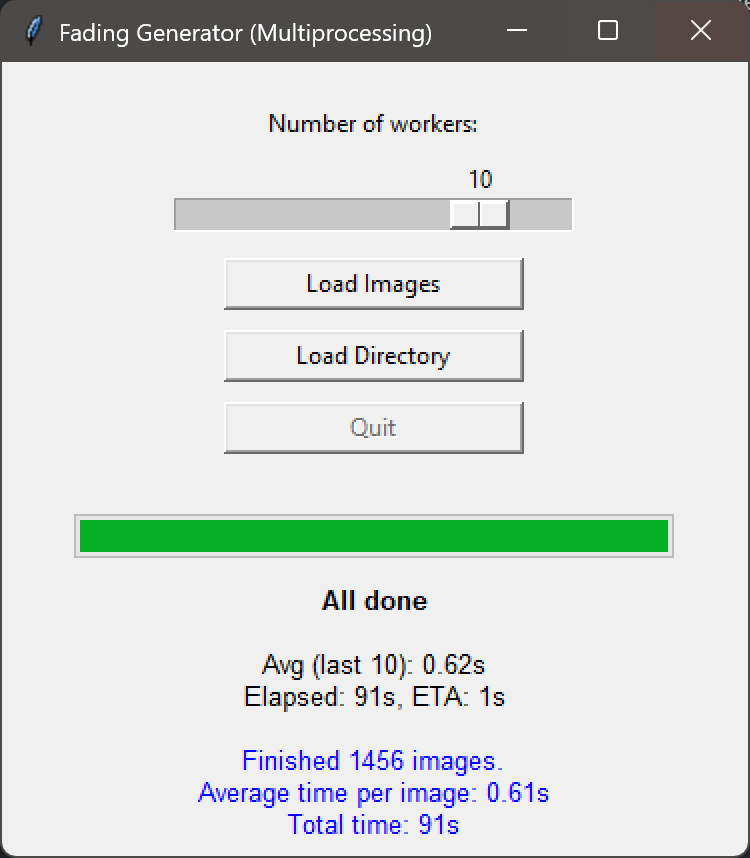 Fading Generator (Multiprocessing)
Number of workers:
10
Load Images
Load Directory
Quit
All done
Avg (last 10): 0.62s
Elapsed: 91s, ETA: 1s
Finished 1456 images.
Average time per image: 0.61s
Total time: 91s